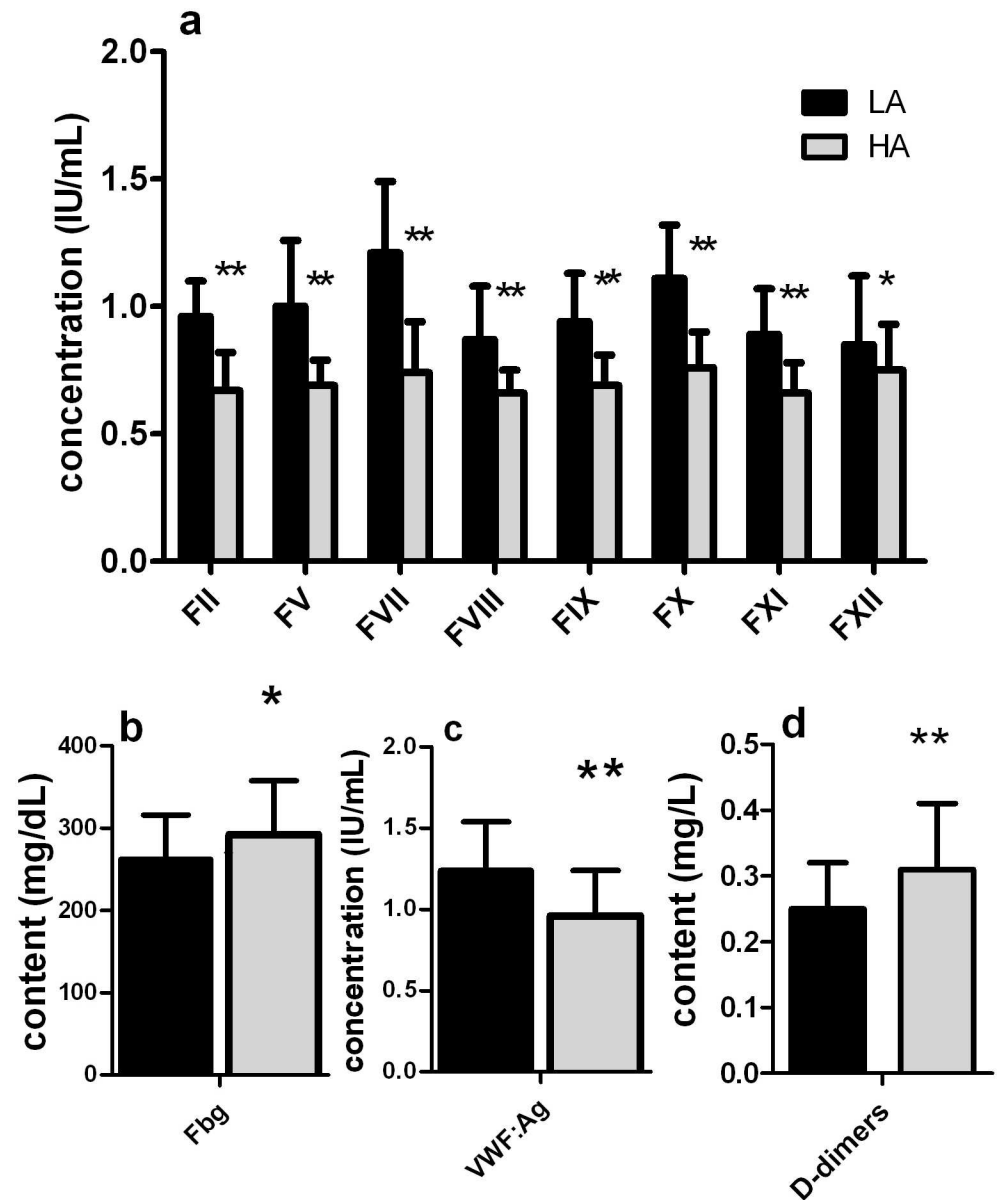 a
2.0
1.5
1.0
0.5
0.0
concentration (IU/mL)
LA
HA
** ** ** ** ** ** ** *
FII FV FVII FVIII FIX FX FXI FXII
b
*
400
300
200
100
0
content (mg/dL)
Fbg
c
**
2.0
1.5
1.0
0.5
0.0
concentration (IU/mL)
VWF:Ag
d
**
0.5
0.4
0.3
0.2
0.1
0.0
content (mg/L)
D-dimers